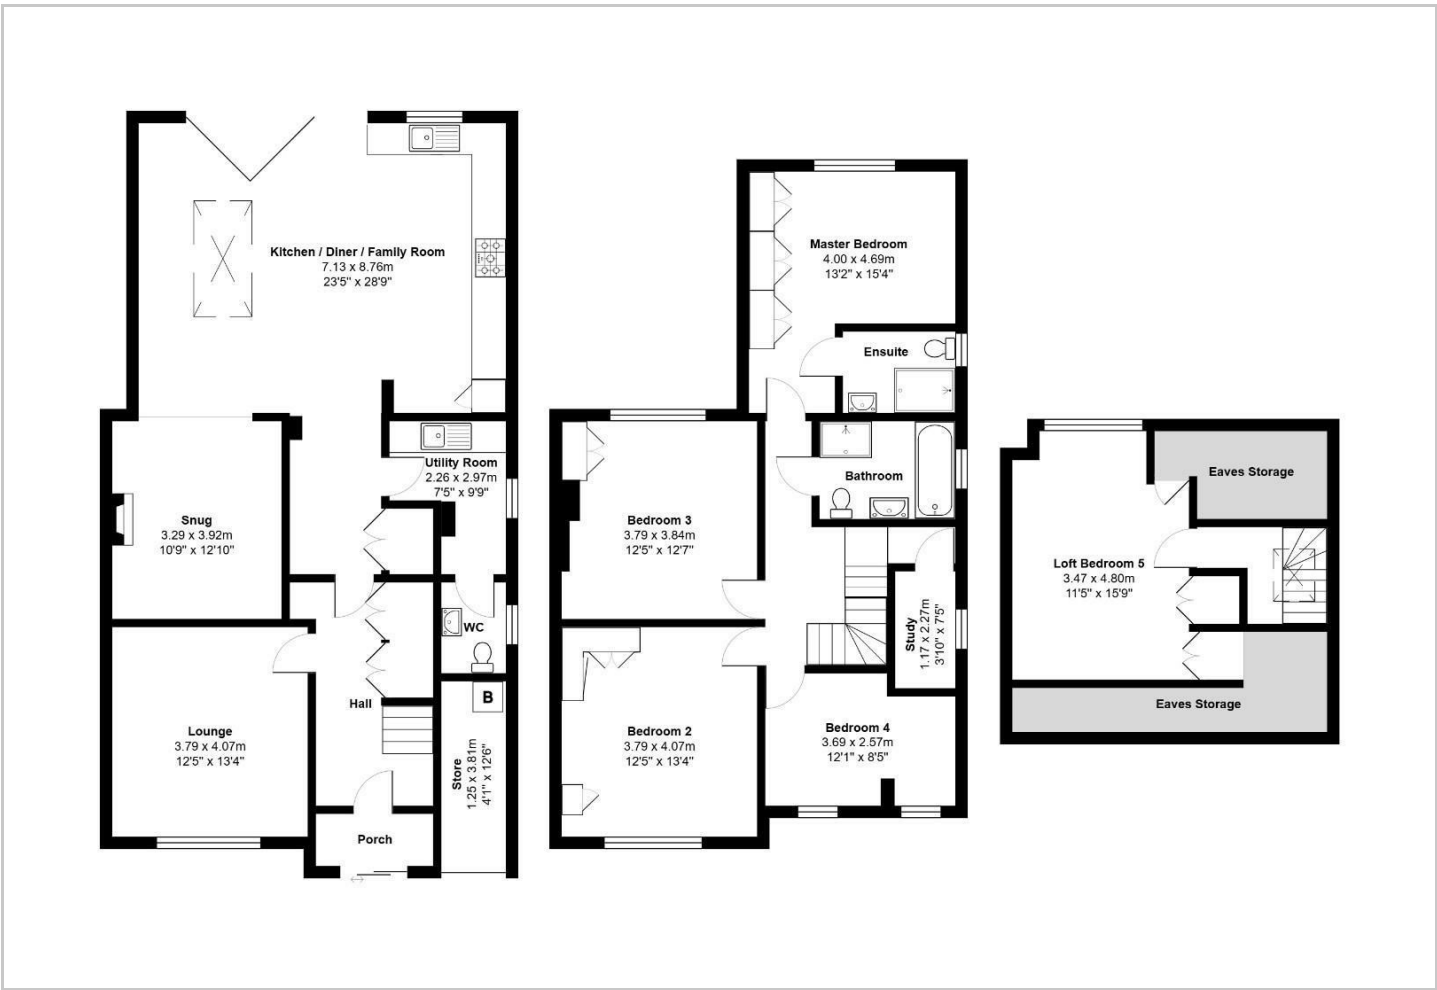 Kitchen / Diner / Family Room
7.13 x 8.76m
23'5" x 28'9"
Utility Room
2.26 x 2.97m
7'5" x 9'9"
Snug
3.29 x 3.92m
10'9" x 12'10"
WC
Hall
B
Lounge
3.79 x 4.07m
12'5" x 13'4"
Store
1.25 x 3.81m
4'1" x 12'6"
Porch
Master Bedroom
4.00 x 4.69m
13'2" x 15'4"
Ensuite
Bathroom
Bedroom 3
3.79 x 3.84m
12'5" x 12'7"
Study
1.17 x 2.27m
3'10" x 7'5"
Bedroom 2
3.79 x 4.07m
12'5" x 13'4"
Bedroom 4
3.69 x 2.57m
12'1" x 8'5"
Eaves Storage
Loft Bedroom 5
3.47 x 4.80m
11'5" x 15'9"
Eaves Storage